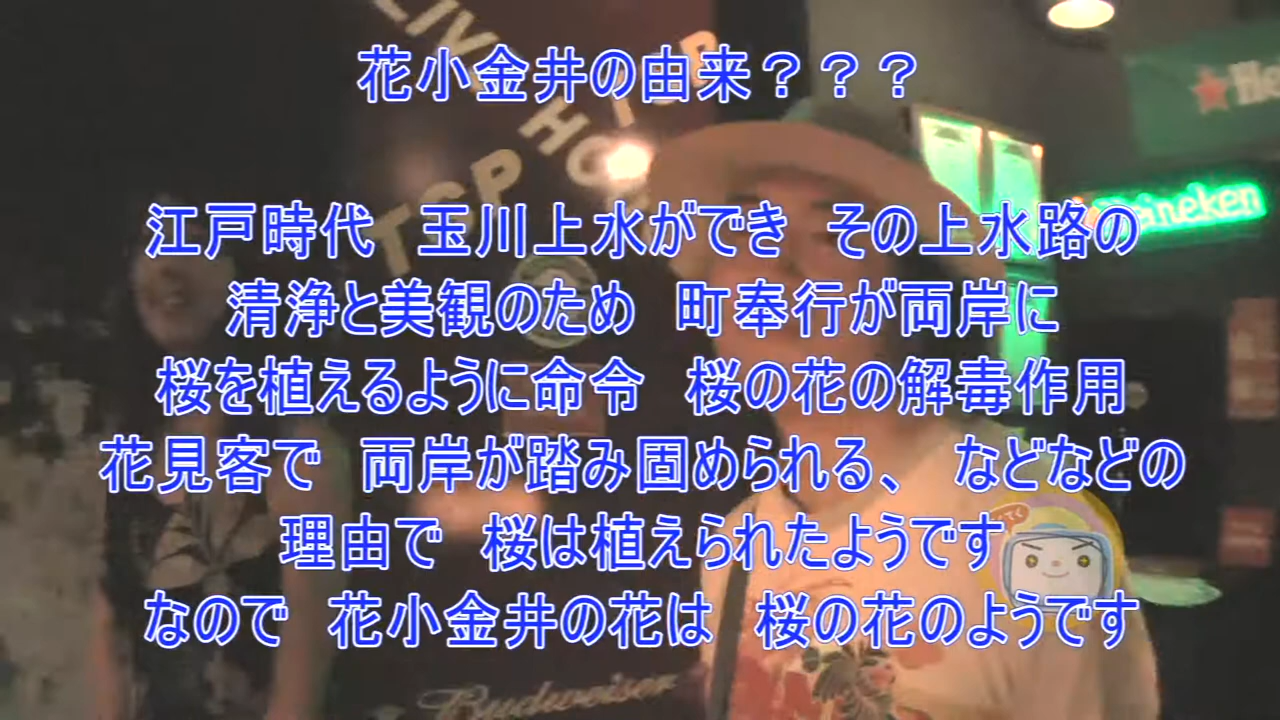 花小金井の由来？？？
江戸時代　玉川上水ができ　その上水路の
清浄と美観のため　町奉行が両岸に
桜を植えるように命令　桜の花の解毒作用
花見客で　両岸が踏み固められる、　などなどの
理由で　桜は植えられたようです
なので　花小金井の花は　桜の花のようです
LIVE HOUSE
TSP
Heineken
Budweiser